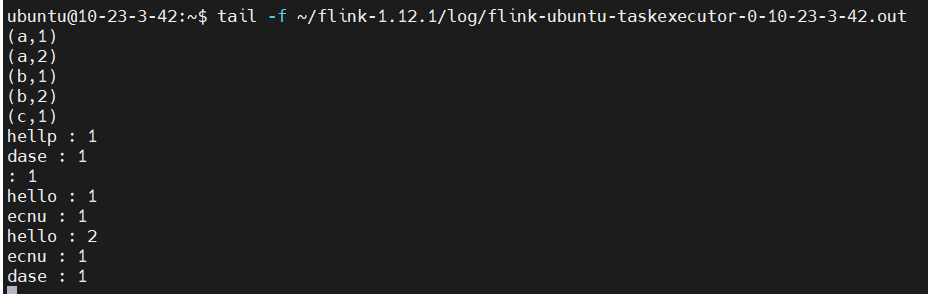 ubuntu@10-23-3-42:~$ tail -f ~/flink-1.12.1/log/flink-ubuntu-taskexecutor-0-10-23-3-42.out
(a,1)
(a,2)
(b,1)
(b,2)
(c,1)
hellp : 1
dase : 1
: 1
hello : 1
ecnu : 1
hello : 2
ecnu : 1
dase : 1